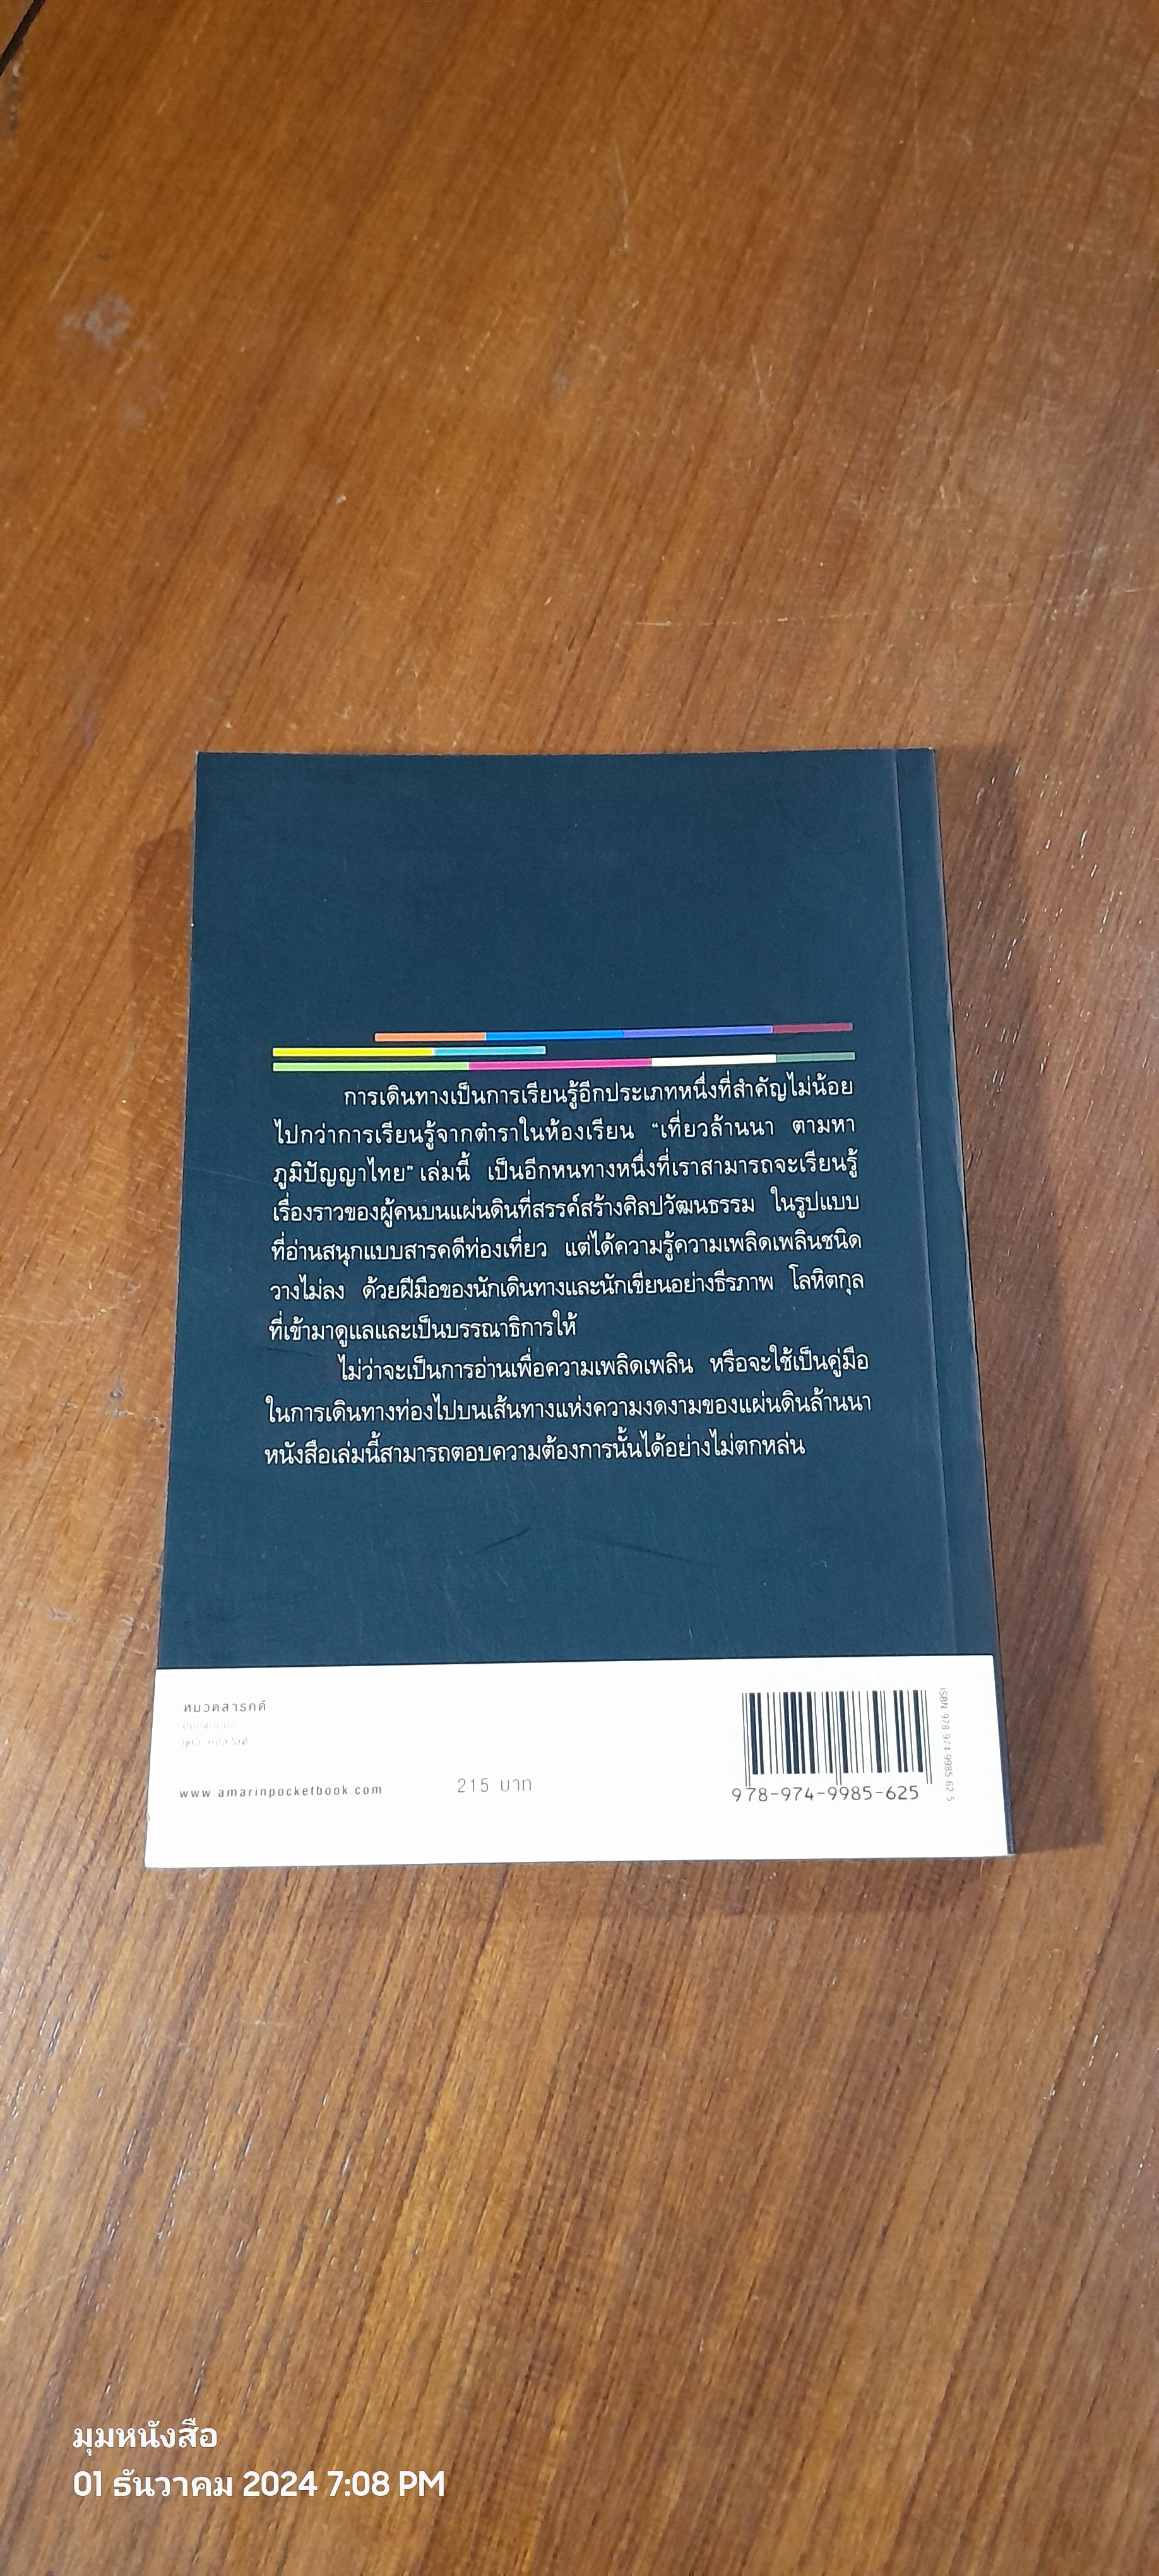 การเดินทางเป็นการเรียนรู้อีกประเภทหนึ่งที่สำคัญไม่น้อย
ไปกว่าการเรียนรู้จากตำราในห้องเรียน “เที่ยวล้านนา ตามหา
ภูมิปัญญาไทย” เล่มนี้ เป็นอีกหนทางหนึ่งที่เราสามารถจะเรียนรู้
เรื่องราวของผู้คนบนแผ่นดินที่สรรค์สร้างศิลปวัฒนธรรม ในรูปแบบ
ที่อ่านสนุกแบบสารคดีท่องเที่ยว แต่ได้ความรู้ความเพลิดเพลินชนิด
วางไม่ลง ด้วยฝีมือของนักเดินทางและนักเขียนอย่างธีรภาพ โลหิตกุล
ที่เข้ามาดูแลและเป็นบรรณาธิการให้
ไม่ว่าจะเป็นการอ่านเพื่อความเพลิดเพลิน หรือจะใช้เป็นคู่มือ
ในการเดินทางท่องไปบนเส้นทางแห่งความงดงามของแผ่นดินล้านนา
หนังสือเล่มนี้สามารถตอบความต้องการนั้นได้อย่างไม่ตกหล่น
หมวดสารคดี
www.amarinpocketbook.com
215 บาท
978-974-9985-625
ISBN 978 974 9985 62 5
มุมหนังสือ
01 ธันวาคม 2024 7:08 PM